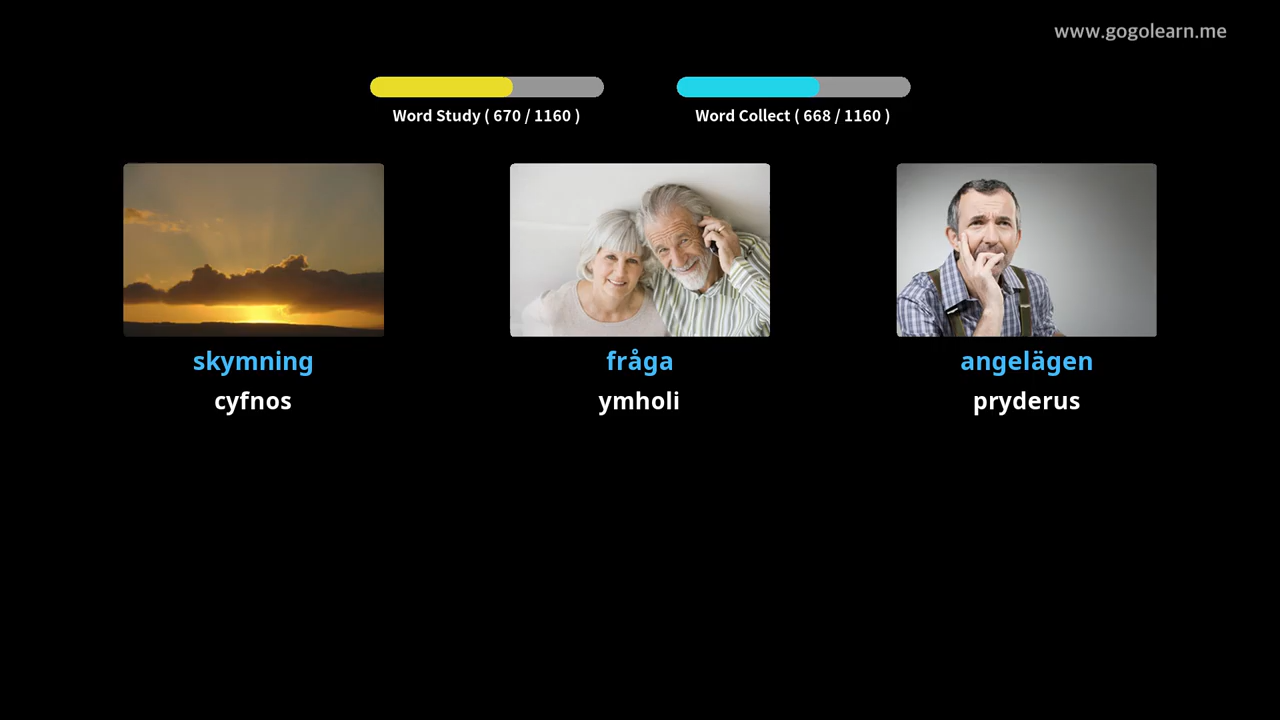 www.gogolearn.me
Word Study ( 670 / 1160 )
Word Collect ( 668 / 1160 )
skymning
fråga
angelägen
cyfnos
ymholi
pryderus